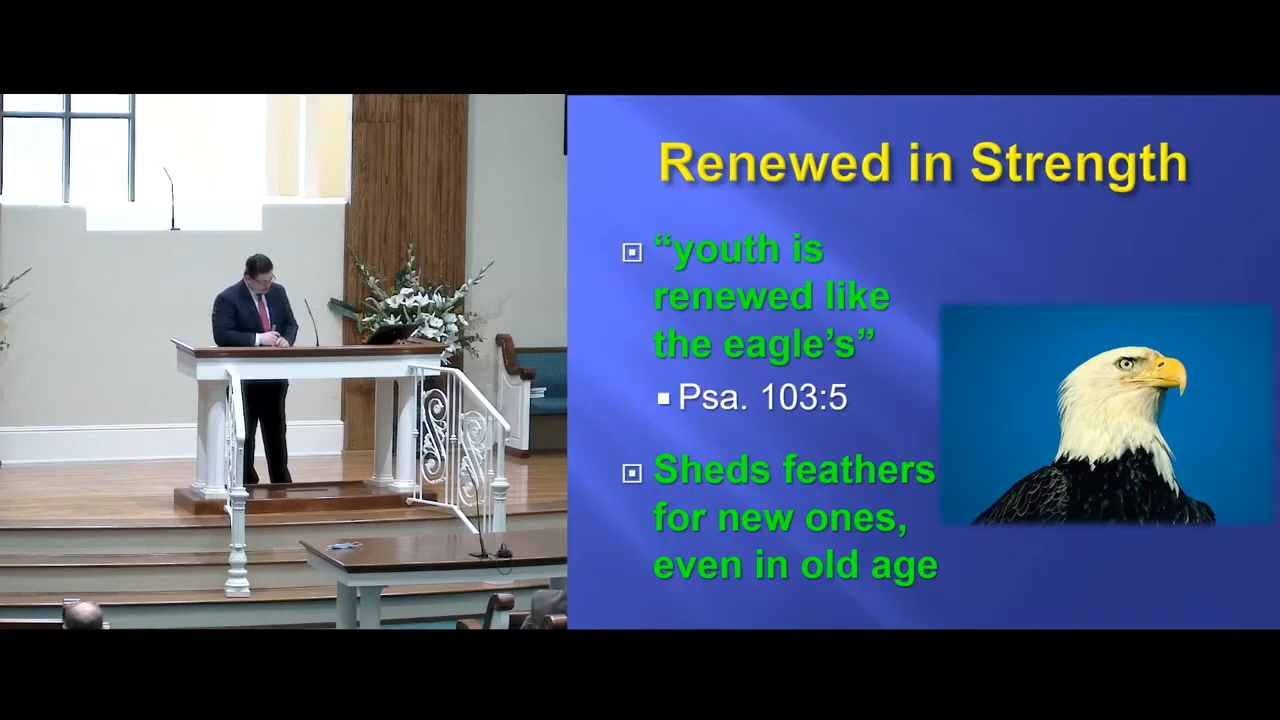 Renewed in Strength
“youth is
renewed like
the eagle’s”
Psa. 103:5
Sheds feathers
for new ones,
even in old age